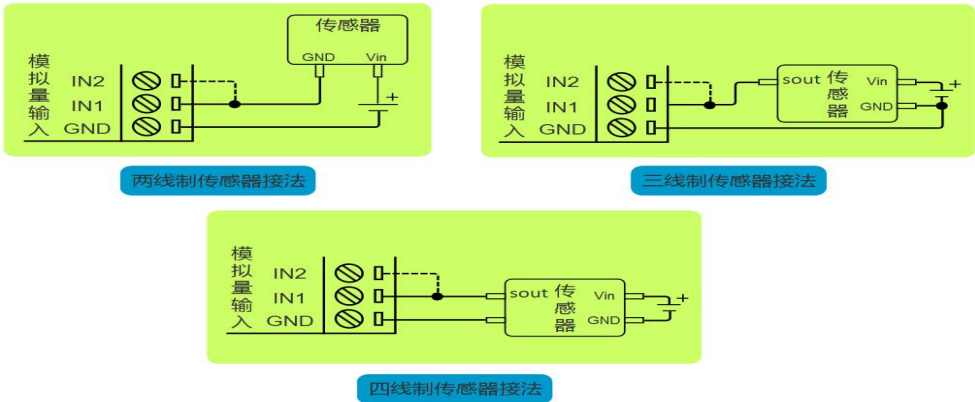 传感器
GND Vin
模拟量输入
IN2
IN1
GND
+
两线制传感器接法
模拟量输入
IN2
IN1
GND
sout 传感器 Vin
GND
+
三线制传感器接法
模拟量输入
IN2
IN1
GND
sout 传感器 Vin
GND
+
四线制传感器接法